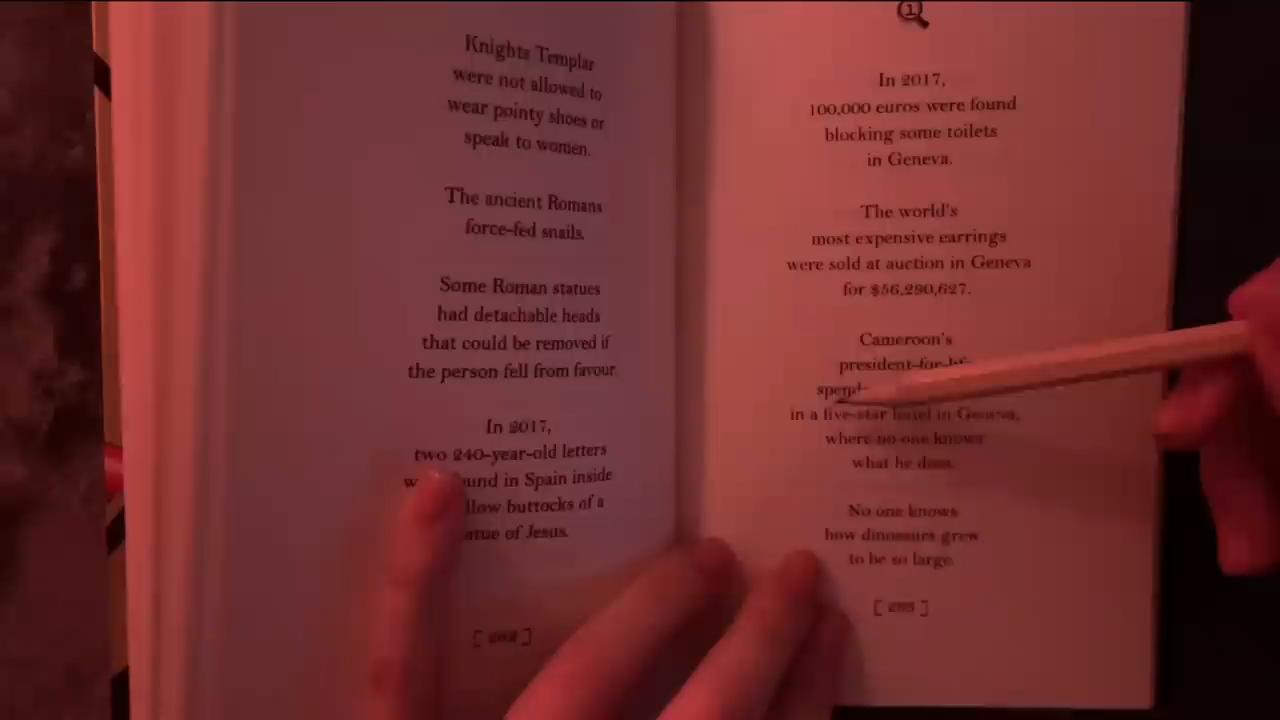 Knights Templar
were not allowed to
wear pointy shoes or
speak to women.
The ancient Romans
force-fed snails.
Some Roman statues
had detachable heads
that could be removed if
the person fell from favour.
In 2017,
two 240-year-old letters
in Spain inside
buttocks of a
of Jesus.
[ 202 ]
1
In 2017,
100,000 euros were found
blocking some toilets
in Geneva.
The world's
most expensive earrings
were sold at auction in Geneva
for $56,290,627.
Cameroon's
in a five-star hotel in Geneva,
where no one knows
what he does.
No one knows
how dinosaurs grew
to be so large.